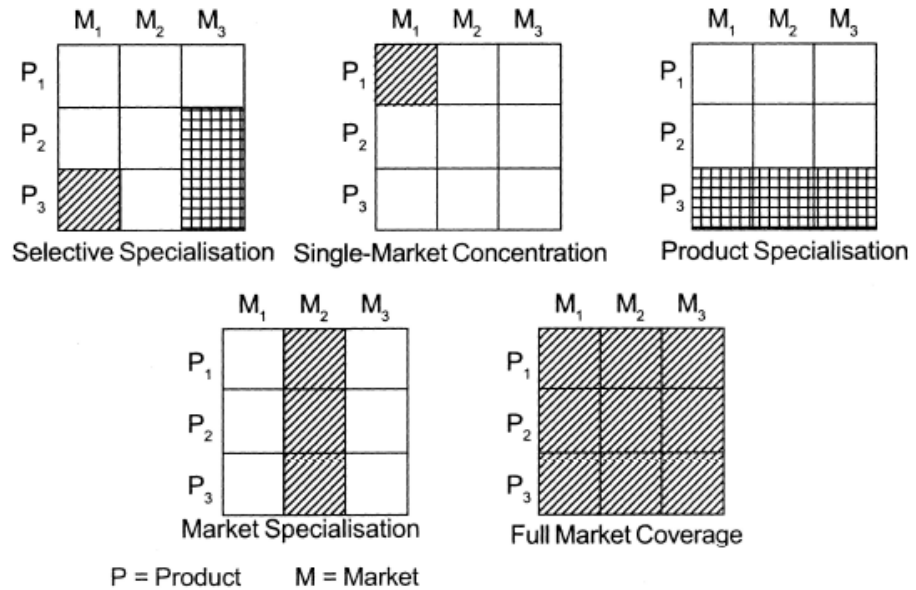 M₁ M₂ M₃
P₁
P₂
P₃
Selective Specialisation
M₁ M₂ M₃
P₁
P₂
P₃
Single-Market Concentration
M₁ M₂ M₃
P₁
P₂
P₃
Product Specialisation
M₁ M₂ M₃
P₁
P₂
P₃
Market Specialisation
M₁ M₂ M₃
P₁
P₂
P₃
Full Market Coverage
P = Product M = Market